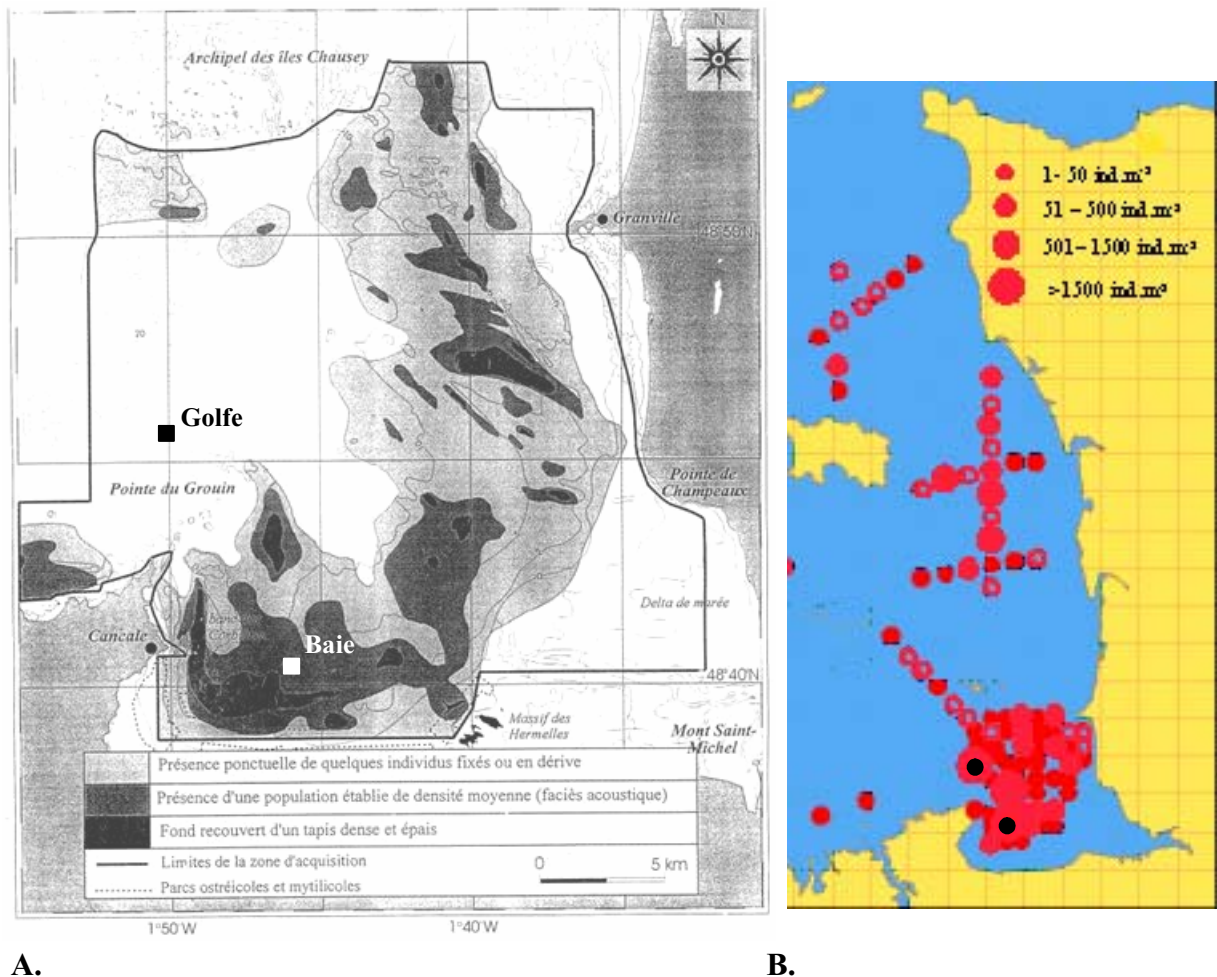 N
Archipel des îles Chausey
Granville
48°59N
20
Golfe
Pointe du Grouin
Pointe de
Champeaux
Delta de marée
Cancale
banc
Baie
48°40'N
Massif des
Hermelles
Mont Saint-
Michel
Présence ponctuelle de quelques individus fixés ou en dérive
Présence d'une population établie de densité moyenne (faciès acoustique)
Fond recouvert d'un tapis dense et épais
Limites de la zone d'acquisition
Parcs ostréicoles et mytilicoles
0 5 km
1°50'W 1°40'W
A.
1- 50 ind.m²
51 – 500 ind.m²
501– 1500 ind.m²
>1500 ind.m²
B.